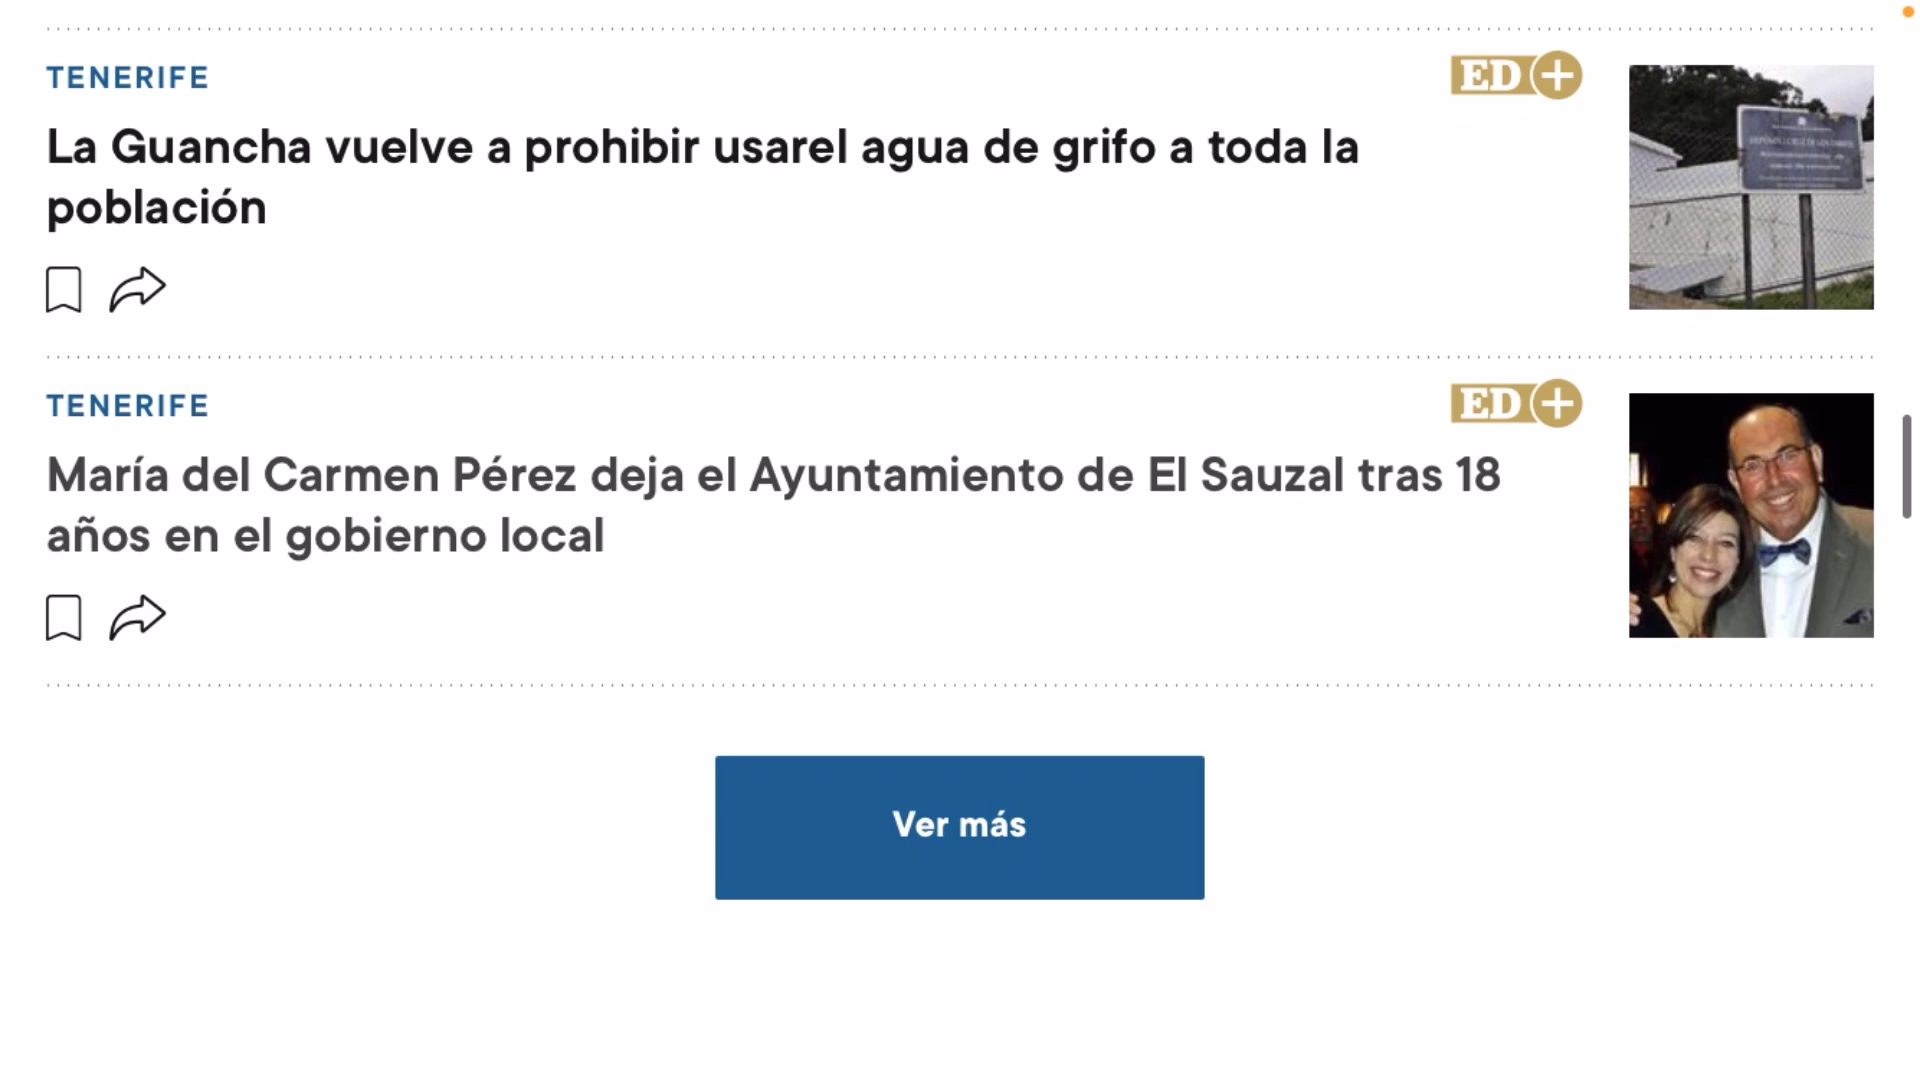 TENERIFE
ED+
La Guancha vuelve a prohibir usarel agua de grifo a toda la
población
TENERIFE
ED+
María del Carmen Pérez deja el Ayuntamiento de El Sauzal tras 18
años en el gobierno local
Ver más